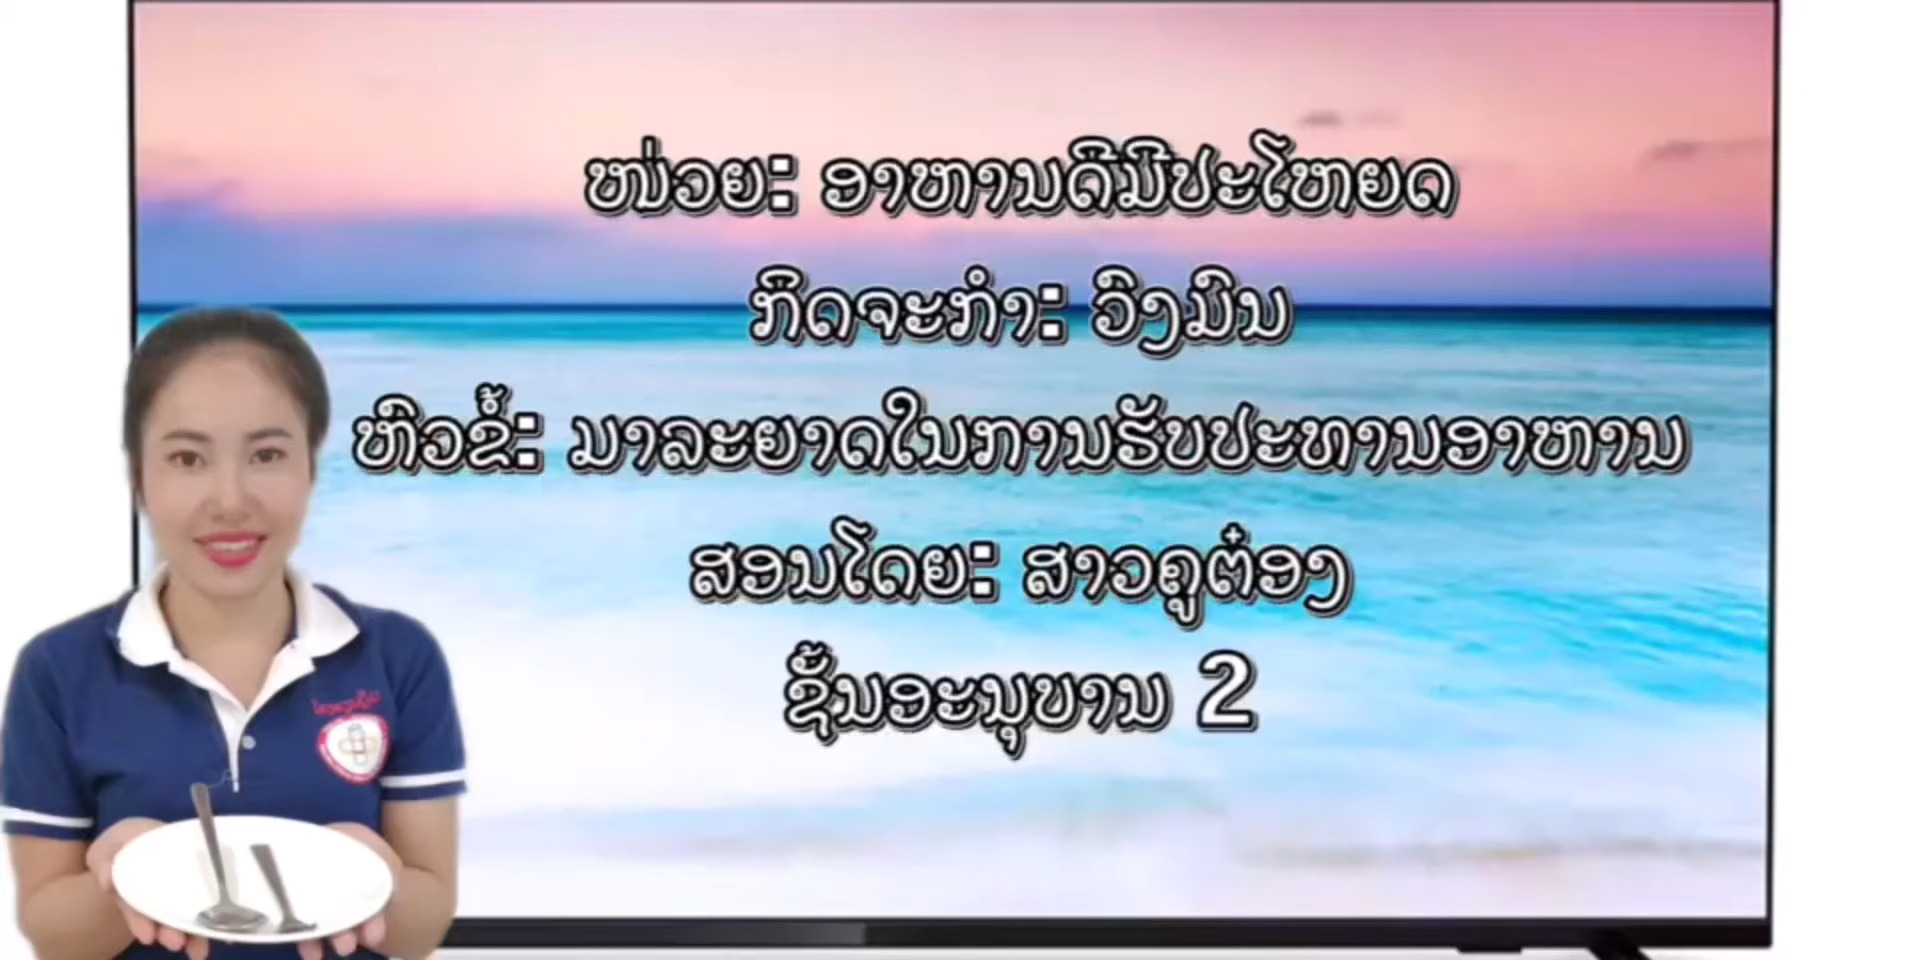 ໜ່ວຍ: ອາຫານດີມີປະໂຫຍດ
ກິດຈະກຳ: ວົງມົນ
ຫົວຂໍ້: ມາລະຍາດໃນການຮັບປະທານອາຫານ
ສອນໂດຍ: ສາວຄູຕ໋ອງ
ຊັ້ນອະນຸບານ 2